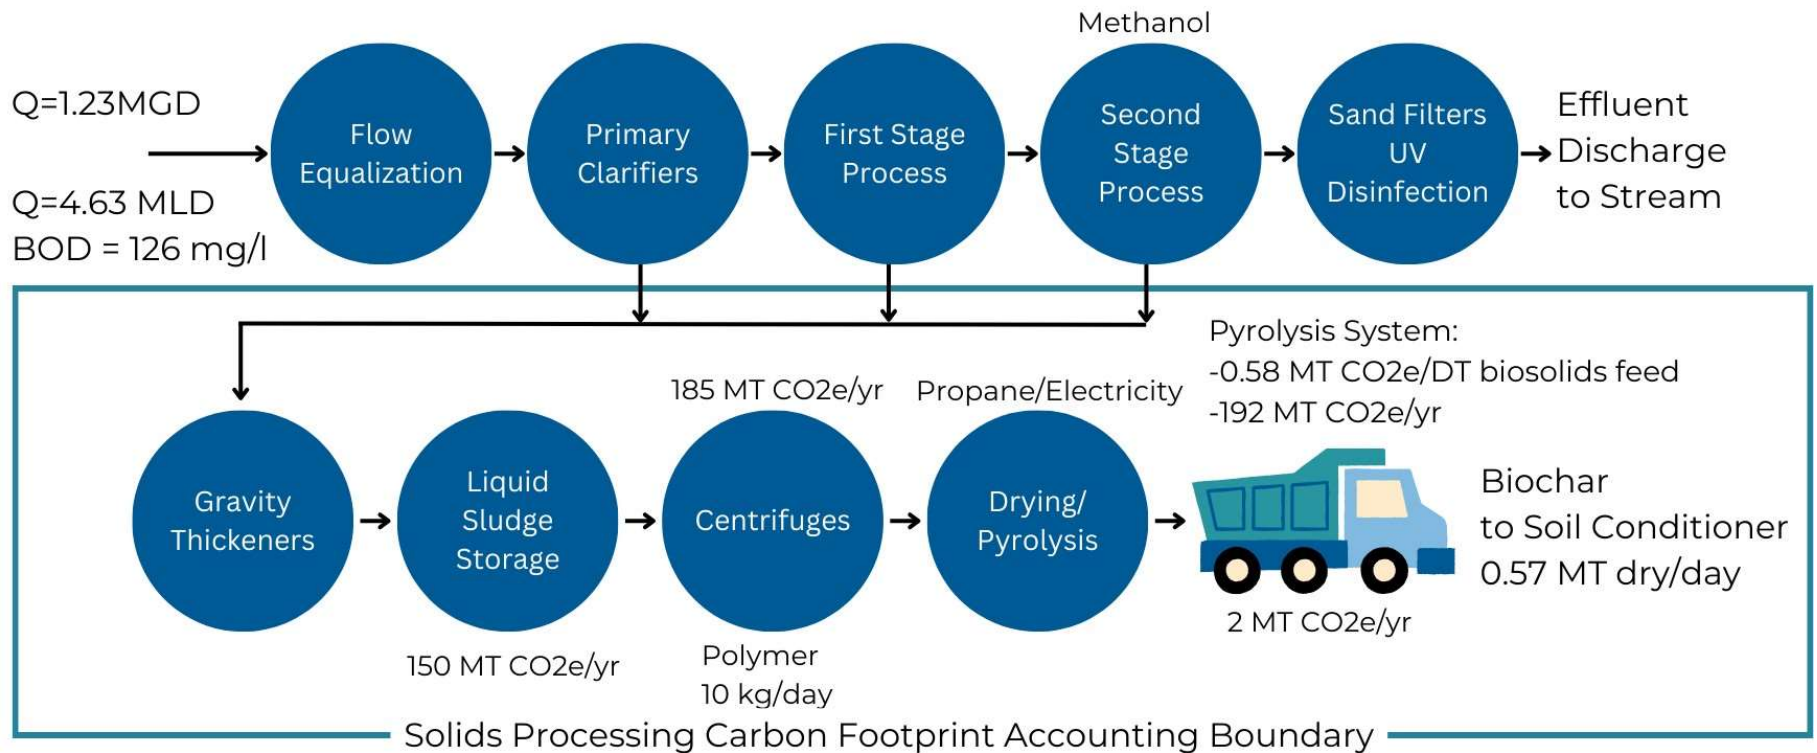 Methanol
Q=1.23MGD
Q=4.63 MLD
BOD = 126 mg/l
Flow
Equalization
Primary
Clarifiers
First Stage
Process
Second
Stage
Process
Sand Filters
UV
Disinfection
Effluent
Discharge
to Stream
Pyrolysis System:
-0.58 MT CO2e/DT biosolids feed
-192 MT CO2e/yr
185 MT CO2e/yr
Propane/Electricity
Gravity
Thickeners
Liquid
Sludge
Storage
Centrifuges
Drying/
Pyrolysis
Biochar
to Soil Conditioner
0.57 MT dry/day
2 MT CO2e/yr
150 MT CO2e/yr
Polymer
10 kg/day
Solids Processing Carbon Footprint Accounting Boundary